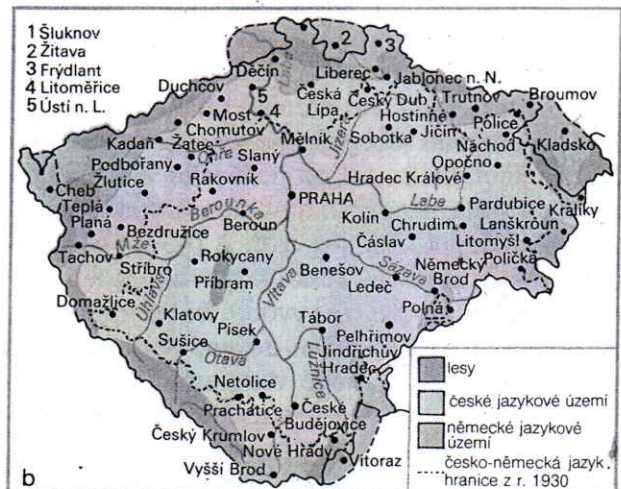 1 Šluknov
2 Žitava
3 Frýdlant
4 Litoměřice
5 Ústí n. L.
2
3
Děčín
Labe
Liberec
Jablonec n. N.
Duchcov
5
Česká
Lípa
Český Dub
Trutnov
Broumov
Most
4
Hostinné
Police
Chomutov
Mělník
Jizera
Sobotka
Jičín
Kadaň
Žatec
Ohře
Slaný
Náchod
Kladsko
Podbořany
Opočno
Žlutice
Rakovník
Hradec Králové
Cheb
PRAHA
Teplá
Berounka
Kolín
Labe
Pardubice
Králíky
Planá
Bezdružice
Beroun
Chrudim
Lanškroun
Mže
Čáslav
Litomyšl
Tachov
Stříbro
Rokycany
Benešov
Sázava
Německý
Brod
Polička
Příbram
Vltava
Ledeč
Domažlice
Úhlava
Polná
Klatovy
Písek
Tábor
Pelhřimov
Sušice
Otava
Lužnice
Jindřichův
Hradec
Netolice
Prachatice
České
Budějovice
Český Krumlov
Nové Hrady
Vyšší Brod
Vitoraz
lesy
české jazykové území
německé jazykové
území
česko-německá jazyk.
hranice z r. 1930
b